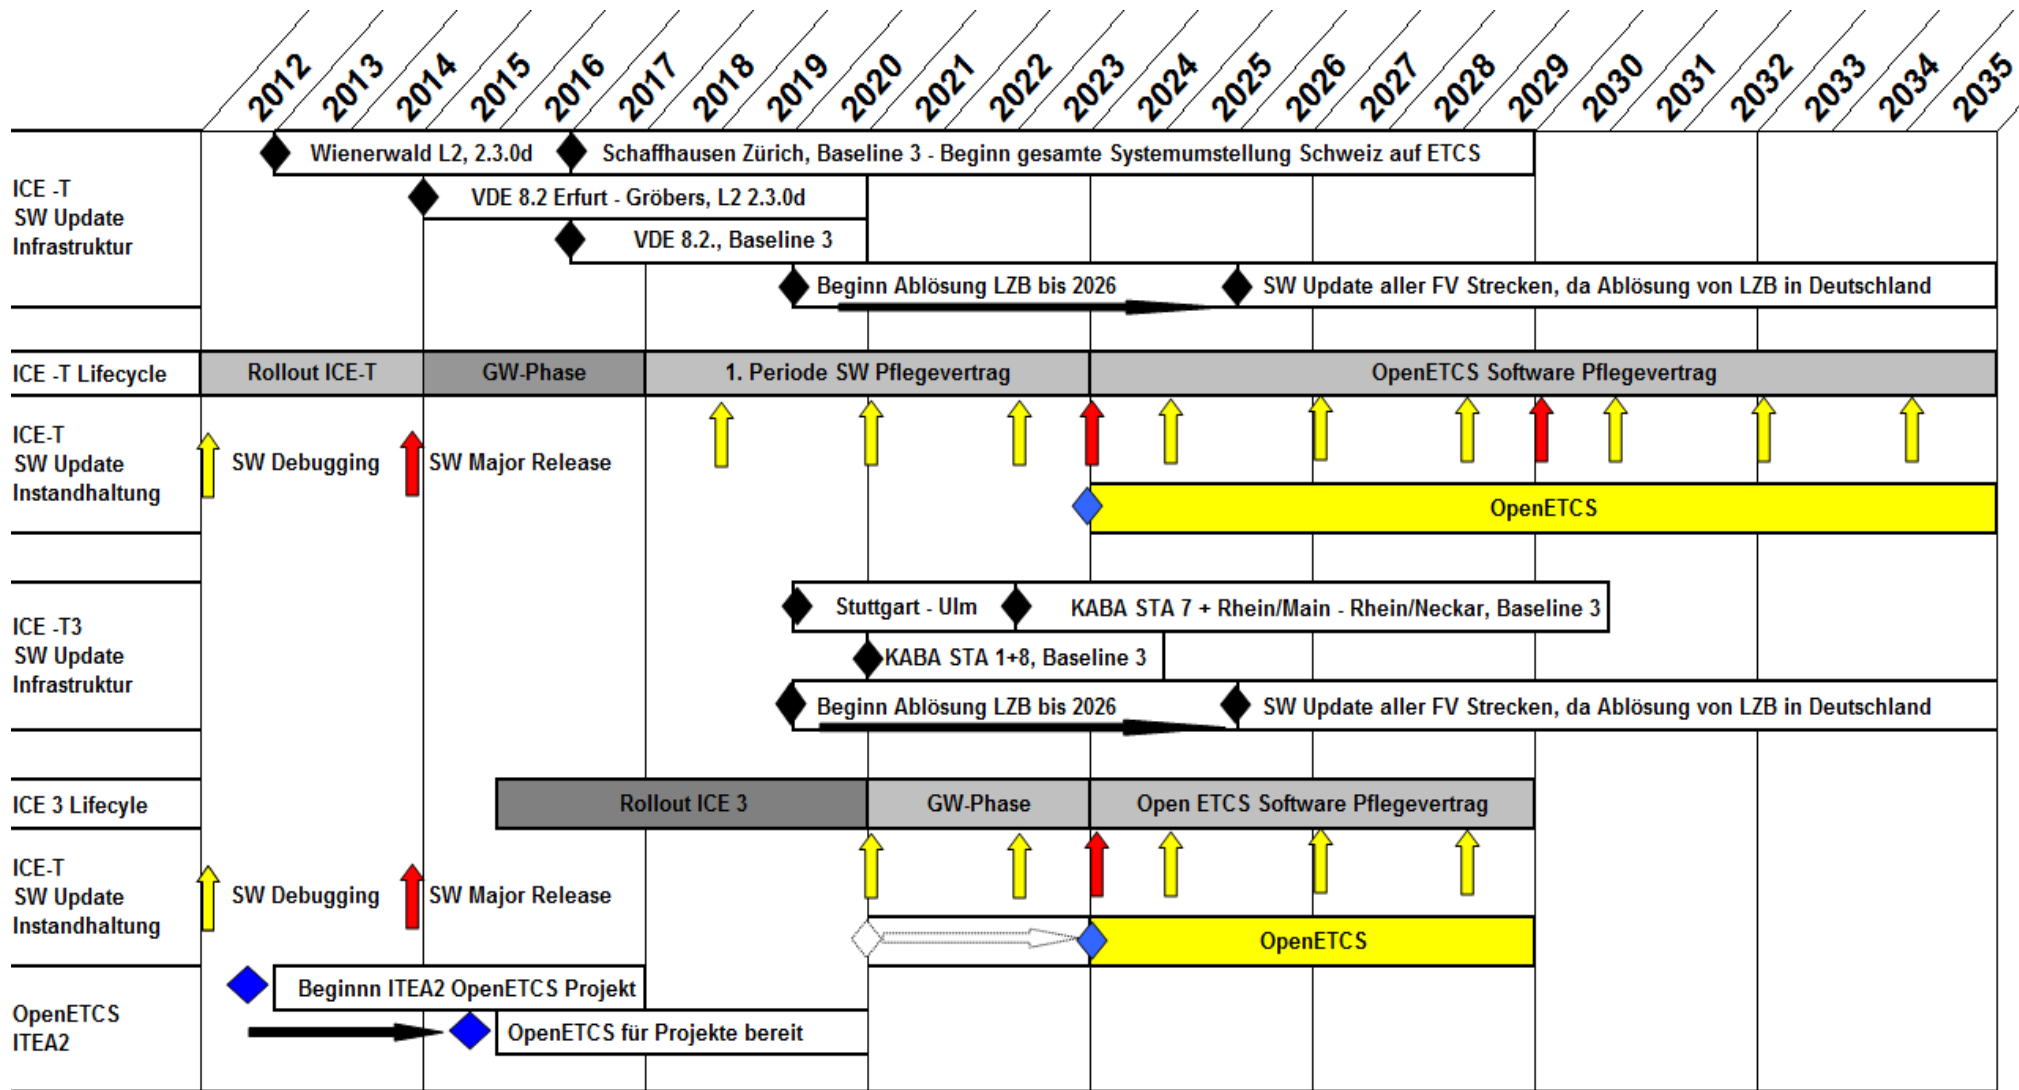 2012 2013 2014 2015 2016 2017 2018 2019 2020 2021 2022 2023 2024 2025 2026 2027 2028 2029 2030 2031 2032 2033 2034 2035
ICE -T
SW Update
Infrastruktur
Wienerwald L2, 2.3.0d
Schaffhausen Zürich, Baseline 3 - Beginn gesamte Systemumstellung Schweiz auf ETCS
VDE 8.2 Erfurt - Gröbers, L2 2.3.0d
VDE 8.2., Baseline 3
Beginn Ablösung LZB bis 2026
SW Update aller FV Strecken, da Ablösung von LZB in Deutschland
ICE -T Lifecycle
Rollout ICE-T
GW-Phase
1. Periode SW Pflegevertrag
OpenETCS Software Pflegevertrag
ICE-T
SW Update
Instandhaltung
SW Debugging
SW Major Release
OpenETCS
ICE -T3
SW Update
Infrastruktur
Stuttgart - Ulm
KABA STA 7 + Rhein/Main - Rhein/Neckar, Baseline 3
KABA STA 1+8, Baseline 3
Beginn Ablösung LZB bis 2026
SW Update aller FV Strecken, da Ablösung von LZB in Deutschland
ICE 3 Lifecyle
Rollout ICE 3
GW-Phase
Open ETCS Software Pflegevertrag
ICE-T
SW Update
Instandhaltung
SW Debugging
SW Major Release
OpenETCS
OpenETCS
ITEA2
Beginnn ITEA2 OpenETCS Projekt
OpenETCS für Projekte bereit